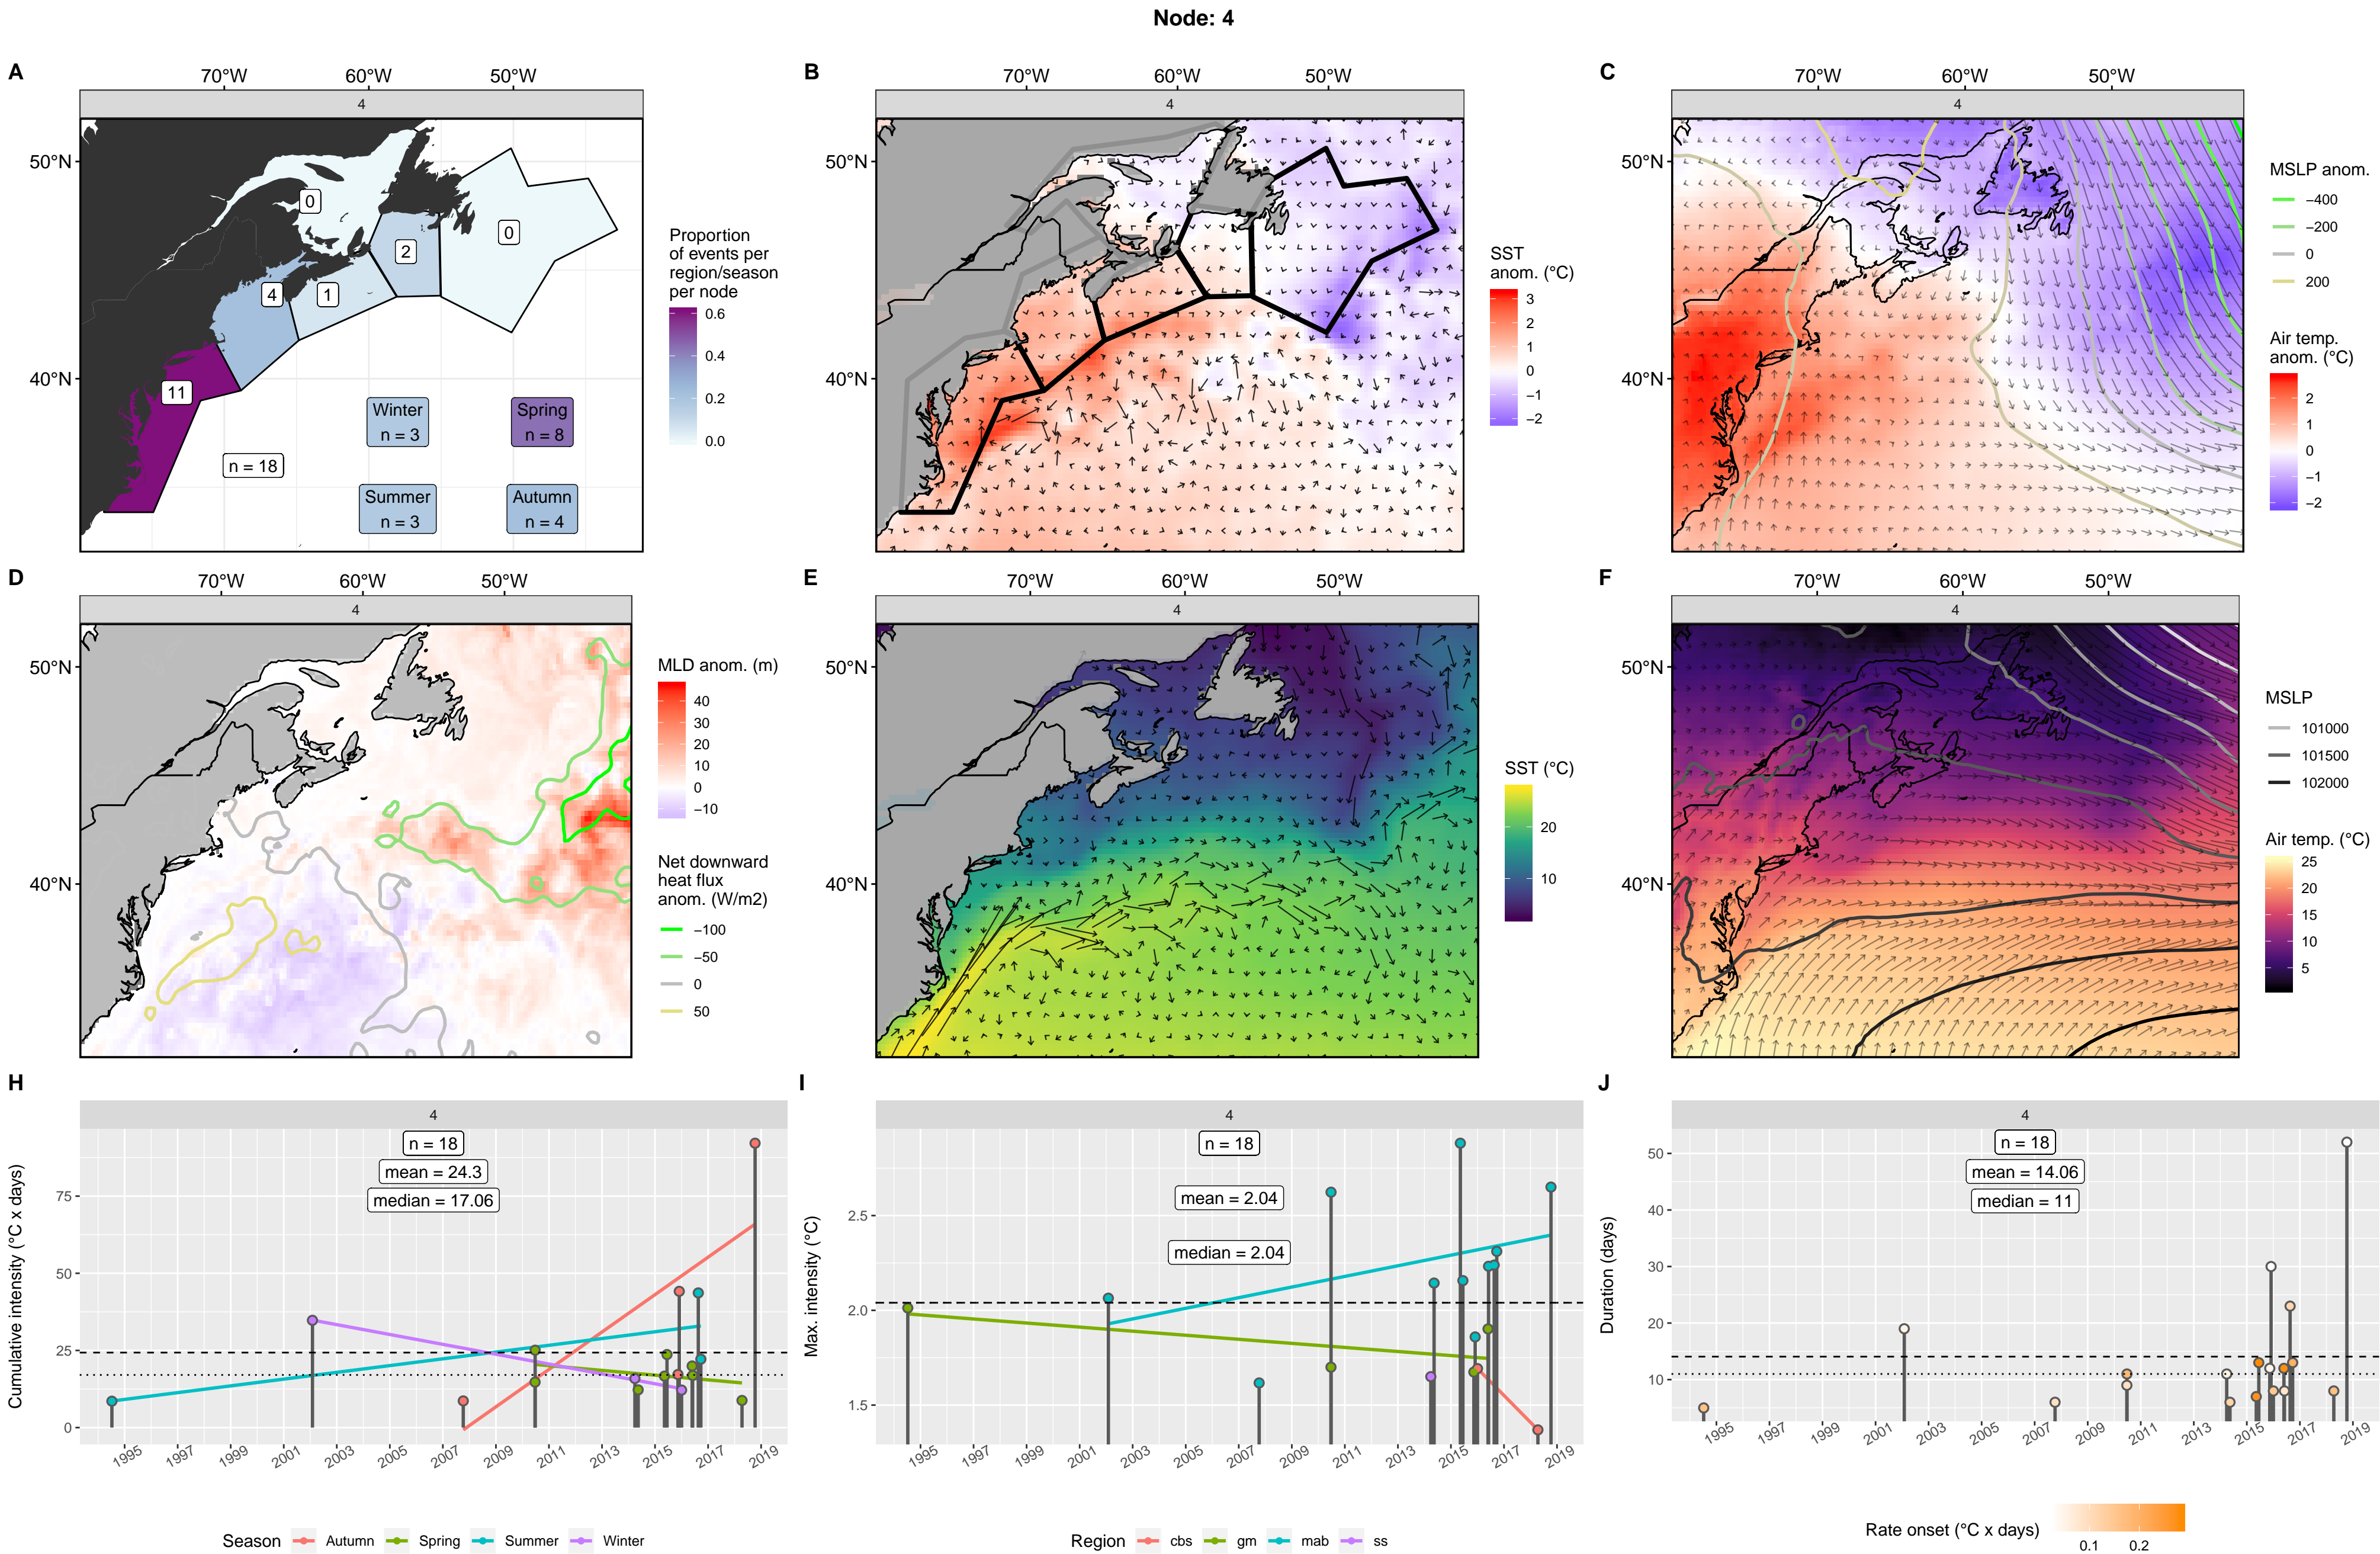 Node: 4
A
70°W 60°W 50°W
4
50°N
40°N
0
2
0
4
1
11
n = 18
Winter
n = 3
Spring
n = 8
Summer
n = 3
Autumn
n = 4
Proportion
of events per
region/season
per node
0.6
0.4
0.2
0.0
B
70°W 60°W 50°W
4
50°N
40°N
SST
anom. (°C)
3
2
1
0
−1
−2
C
70°W 60°W 50°W
4
50°N
40°N
MSLP anom.
−400
−200
0
200
Air temp.
anom. (°C)
2
1
0
−1
−2
D
70°W 60°W 50°W
4
50°N
40°N
MLD anom. (m)
40
30
20
10
0
−10
Net downward
heat flux
anom. (W/m2)
−100
−50
0
50
E
70°W 60°W 50°W
4
50°N
40°N
SST (°C)
20
10
F
70°W 60°W 50°W
4
50°N
40°N
MSLP
101000
101500
102000
Air temp. (°C)
25
20
15
10
5
H
4
n = 18
mean = 24.3
median = 17.06
Cumulative intensity (°C x days)
75
50
25
0
1995 1997 1999 2001 2003 2005 2007 2009 2011 2013 2015 2017 2019
Season Autumn Spring Summer Winter
I
4
n = 18
mean = 2.04
median = 2.04
Max. intensity (°C)
2.5
2.0
1.5
1995 1997 1999 2001 2003 2005 2007 2009 2011 2013 2015 2017 2019
Region cbs gm mab ss
J
4
n = 18
mean = 14.06
median = 11
Duration (days)
50
40
30
20
10
1995 1997 1999 2001 2003 2005 2007 2009 2011 2013 2015 2017 2019
Rate onset (°C x days)
0.1 0.2